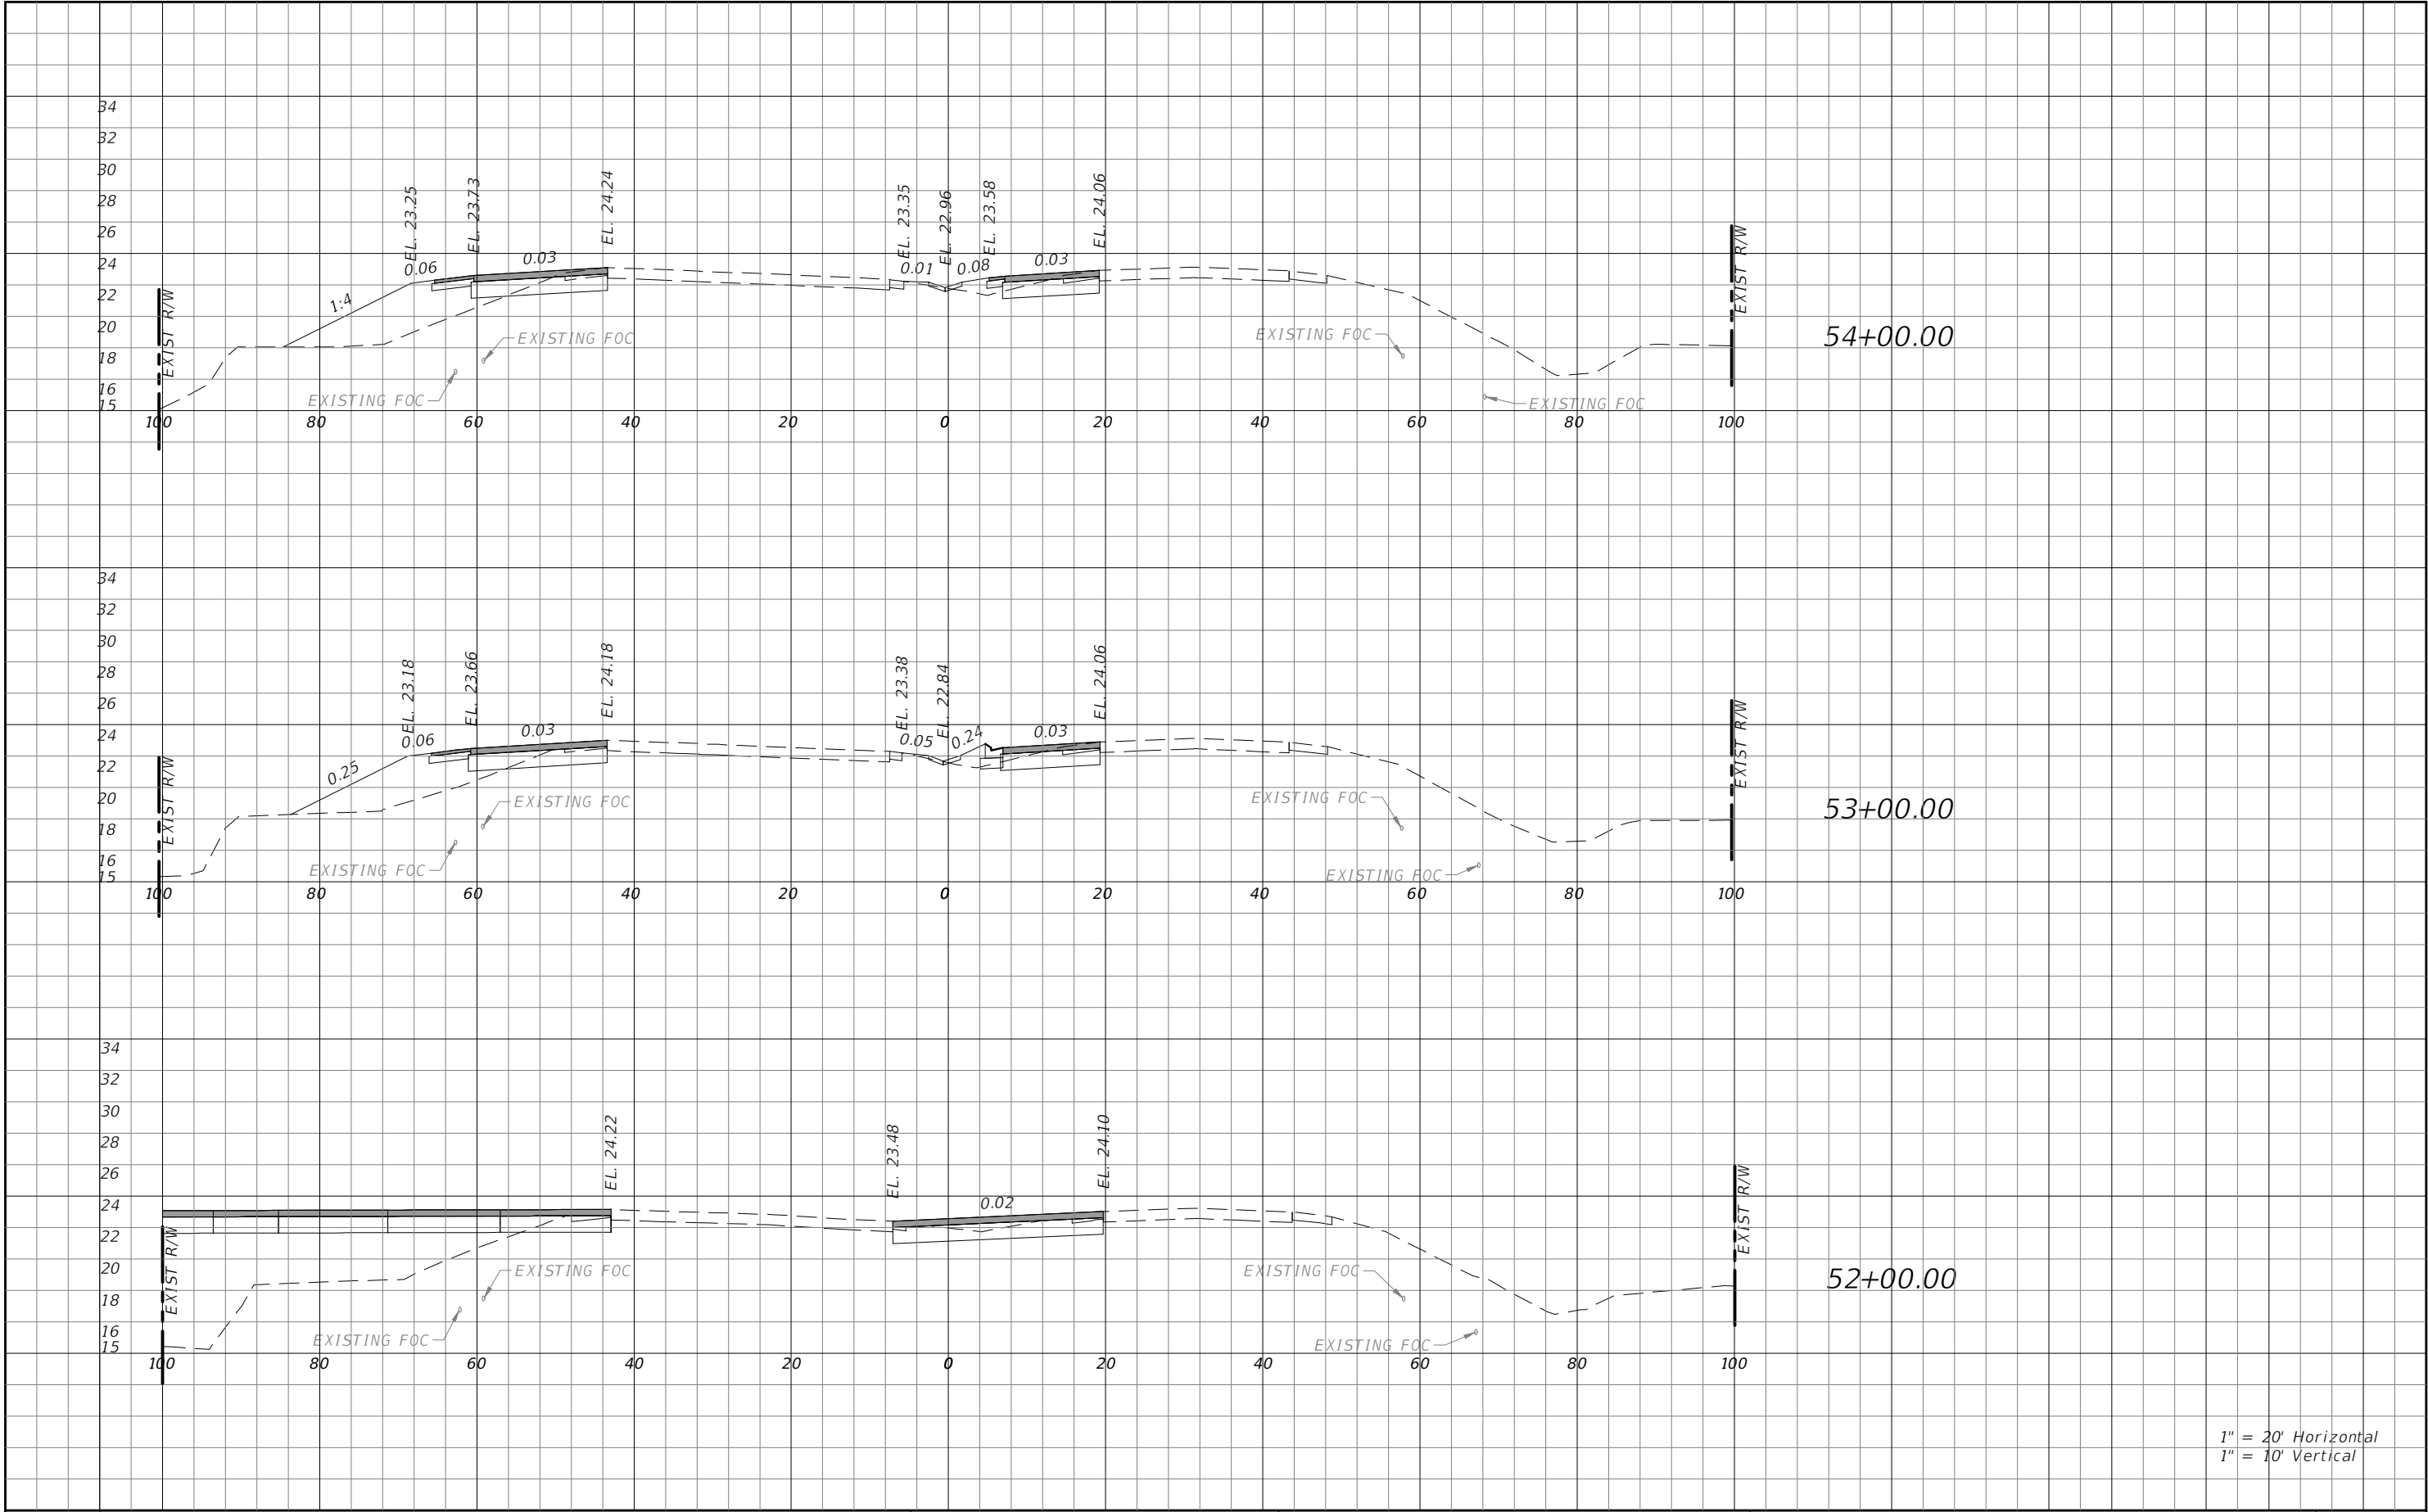 34
32
30
28
26
24
22
20
18
16
15
EL. 23.25
EL. 23.73
EL. 24.24
EL. 23.35
EL. 22.96
EL. 23.58
EL. 24.06
0.06
0.03
0.01
0.08
0.03
1:4
EXIST R/W
EXIST R/W
EXISTING FOC
EXISTING FOC
EXISTING FOC
EXISTING FOC
54+00.00
100 80 60 40 20 0 20 40 60 80 100
34
32
30
28
26
24
22
20
18
16
15
EL. 23.18
EL. 23.66
EL. 24.18
EL. 23.38
EL. 22.84
EL. 24.06
0.06
0.03
0.05
0.24
0.03
0.25
EXIST R/W
EXIST R/W
EXISTING FOC
EXISTING FOC
EXISTING FOC
EXISTING FOC
53+00.00
100 80 60 40 20 0 20 40 60 80 100
34
32
30
28
26
24
22
20
18
16
15
EL. 24.22
EL. 23.48
EL. 24.10
0.02
EXIST R/W
EXIST R/W
EXISTING FOC
EXISTING FOC
EXISTING FOC
EXISTING FOC
52+00.00
100 80 60 40 20 0 20 40 60 80 100
1" = 20' Horizontal
1" = 10' Vertical